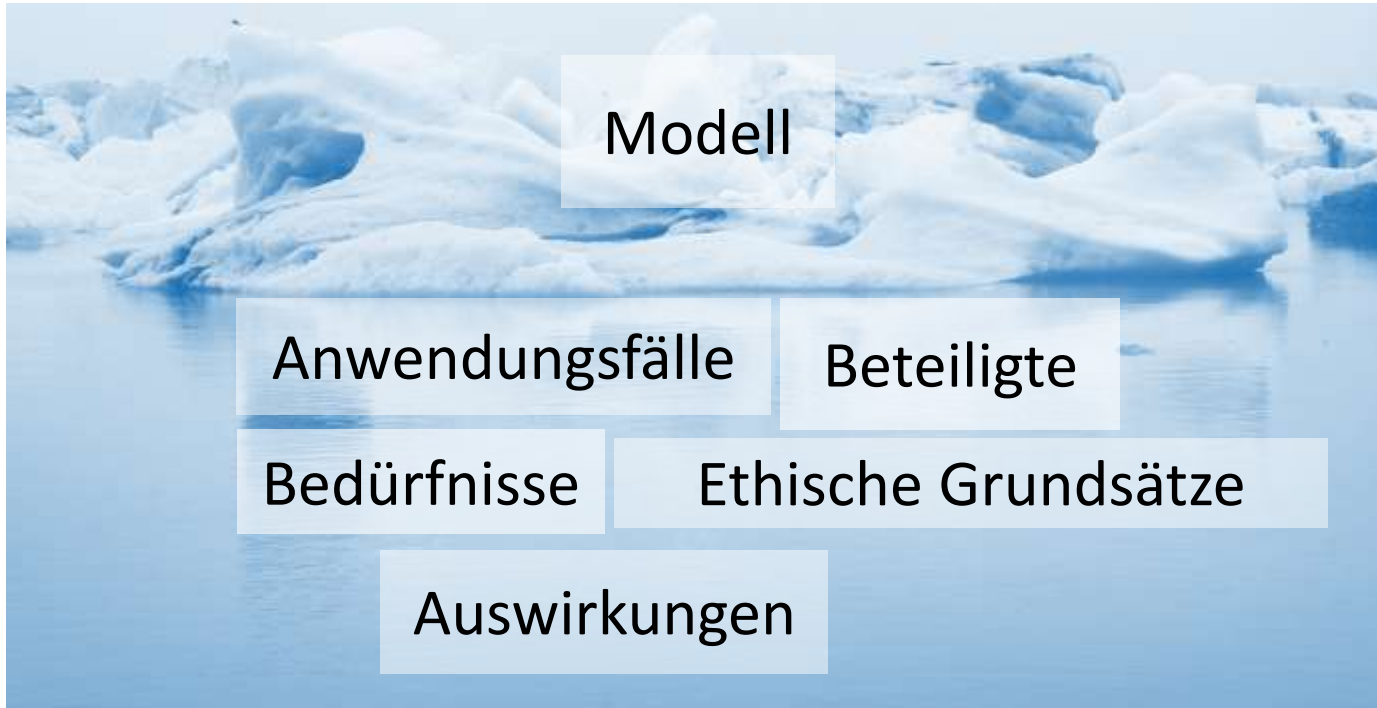 Modell
Anwendungsfälle
Beteiligte
Bedürfnisse
Ethische Grundsätze
Auswirkungen